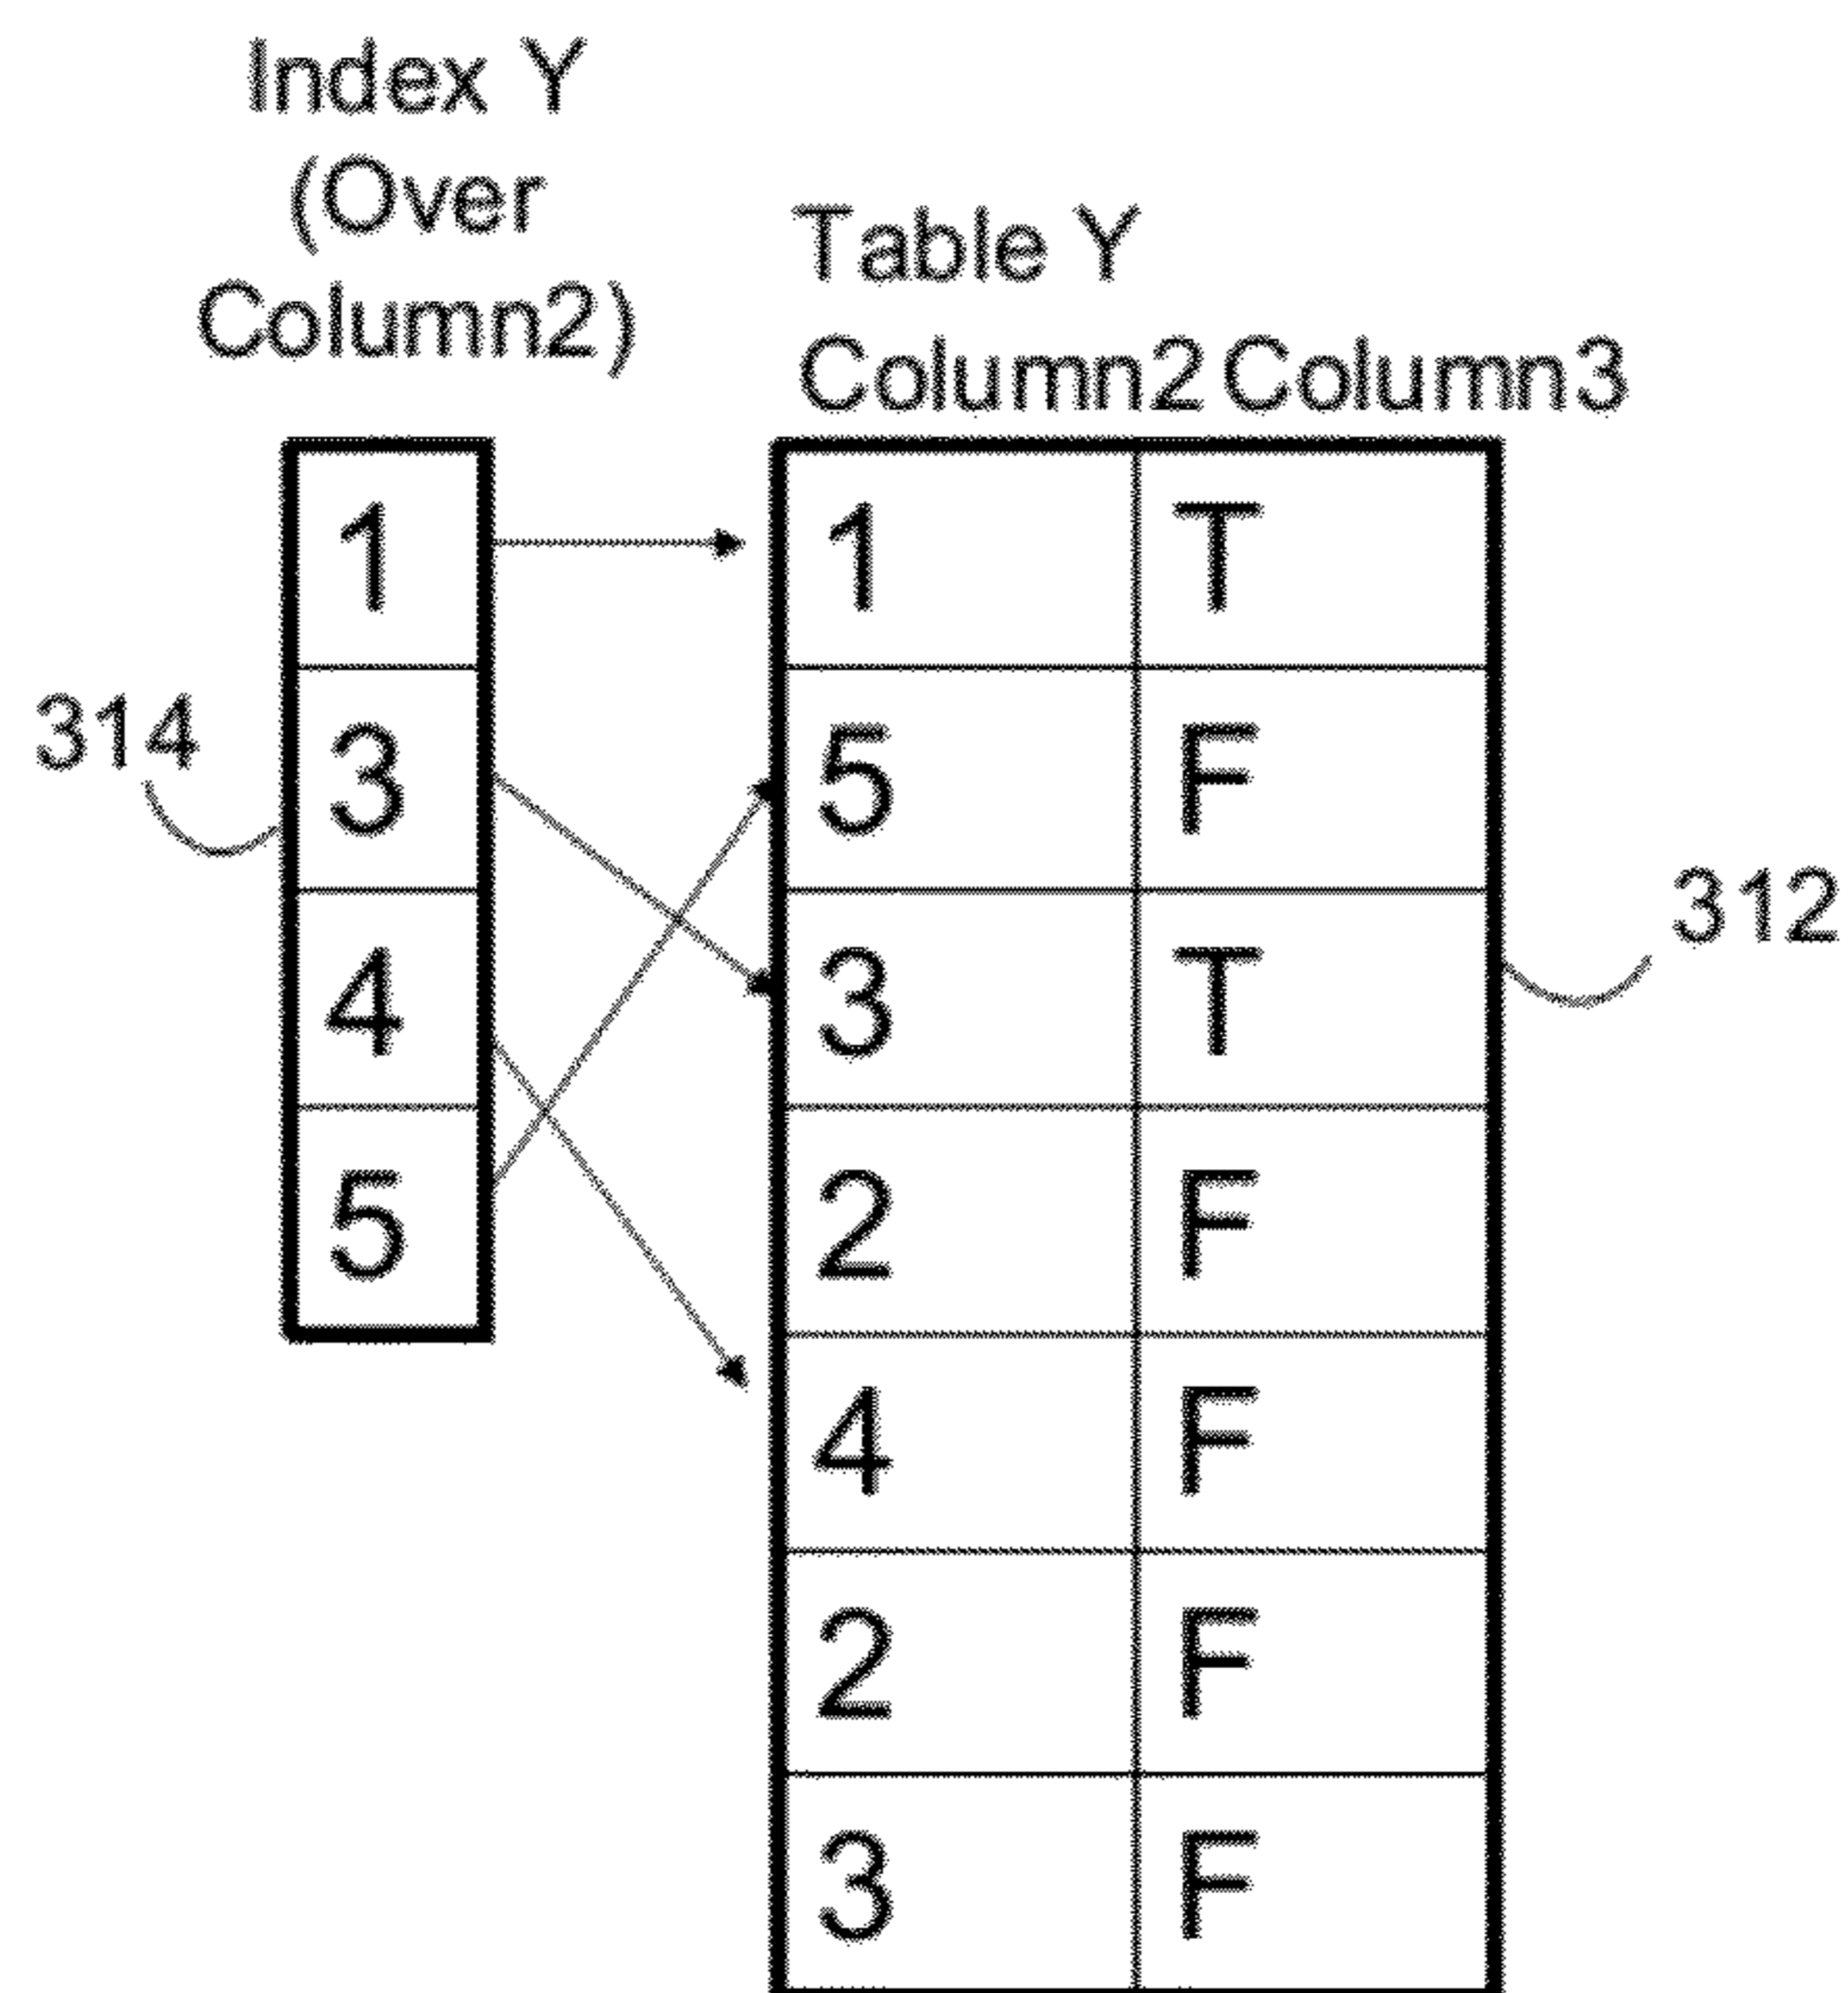 Index Y
(Over
Column2)
Table Y
Column2 Column3
1 1 T
3 5 F
314
4 3 T
312
5 2 F
4 F
2 F
3 F